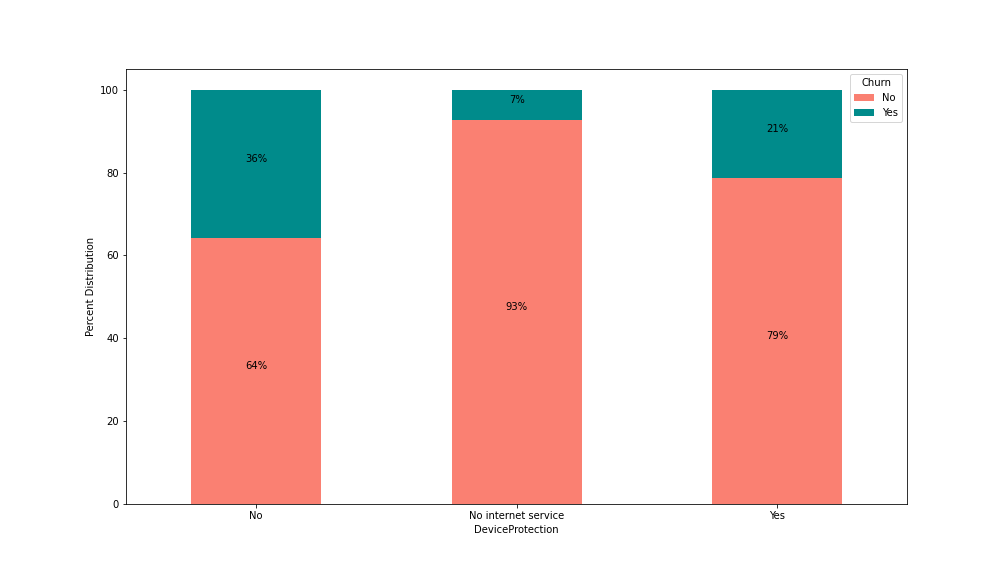 Churn
No
Yes
100
80
60
40
20
0
Percent Distribution
36%
64%
7%
93%
21%
79%
No
No internet service
Yes
DeviceProtection